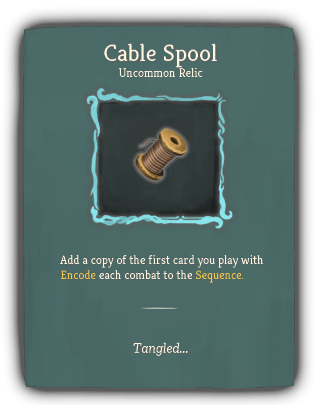 Cable Spool
Uncommon Relic
Add a copy of the first card you play with
Encode each combat to the Sequence.
Tangled...